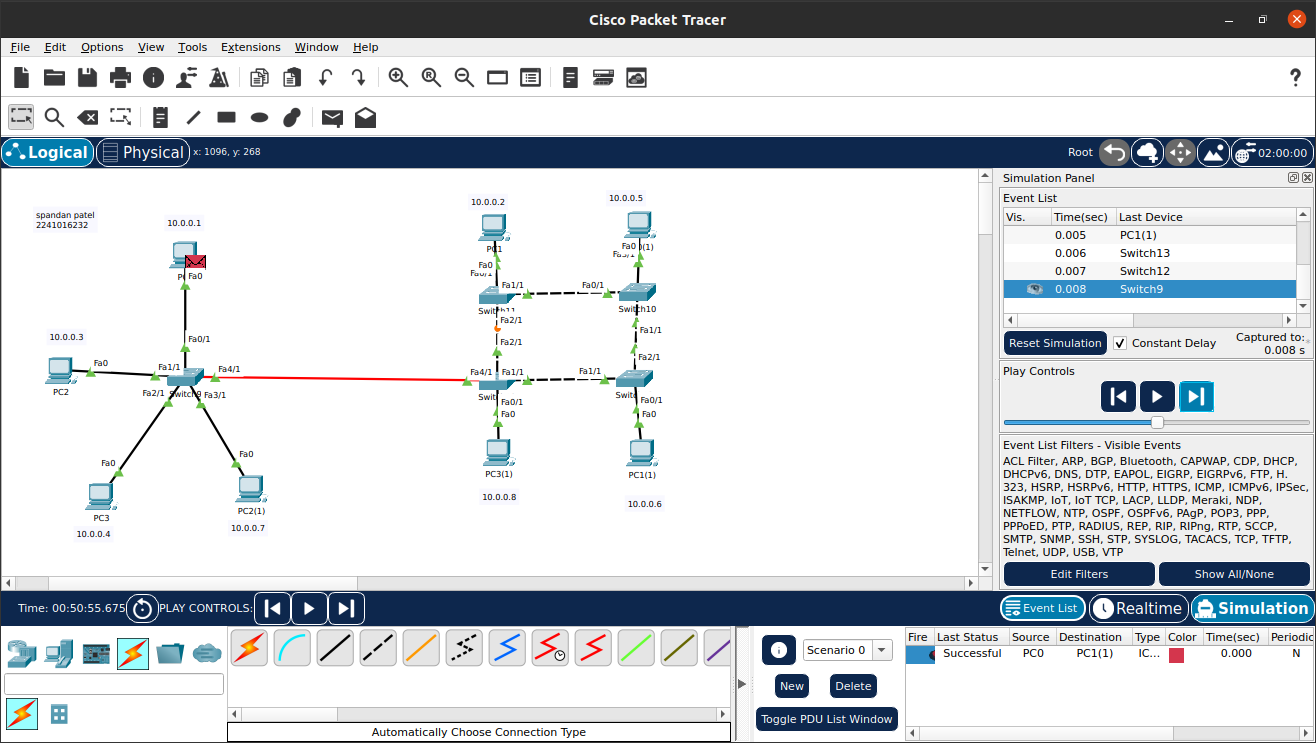 Cisco Packet Tracer
File Edit Options View Tools Extensions Window Help
Logical Physical x: 1096, y: 268 Root 02:00:00
spandan patel
2241016232
10.0.0.1
Fa0
10.0.0.3
Fa0
PC2
Fa0/1
Fa1/1
Fa4/1
Fa2/1
Switch9
Fa3/1
Fa0
PC3
10.0.0.4
Fa0
PC2(1)
10.0.0.7
10.0.0.2
PC1
Fa0
Fa0/1
Fa1/1
Switch11
Fa2/1
Fa2/1
10.0.0.5
Fa0
Fa0/1
Switch10
Fa1/1
Fa2/1
Fa4/1
Fa1/1
Fa1/1
Fa0/1
Fa0
PC3(1)
10.0.0.8
Fa0/1
Fa0
PC1(1)
10.0.0.6
Simulation Panel
Event List
Vis. Time(sec) Last Device
0.005 PC1(1)
0.006 Switch13
0.007 Switch12
0.008 Switch9
Reset Simulation Constant Delay Captured to:
0.008 s
Play Controls
Event List Filters - Visible Events
ACL Filter, ARP, BGP, Bluetooth, CAPWAP, CDP, DHCP,
DHCPv6, DNS, DTP, EAPOL, EIGRP, EIGRPv6, FTP, H.
323, HSRP, HSRPv6, HTTP, HTTPS, ICMP, ICMPv6, IPSec,
ISAKMP, IoT, IoT TCP, LACP, LLDP, Meraki, NDP,
NETFLOW, NTP, OSPF, OSPFv6, PAgP, POP3, PPP,
PPPoED, PTP, RADIUS, REP, RIP, RIPng, RTP, SCCP,
SMTP, SNMP, SSH, STP, SYSLOG, TACACS, TCP, TFTP,
Telnet, UDP, USB, VTP
Edit Filters Show All/None
Time: 00:50:55.675 PLAY CONTROLS: Event List Realtime Simulation
Automatically Choose Connection Type
Scenario 0
New Delete
Toggle PDU List Window
Fire Last Status Source Destination Type Color Time(sec) Periodic
Successful PC0 PC1(1) IC... 0.000 N